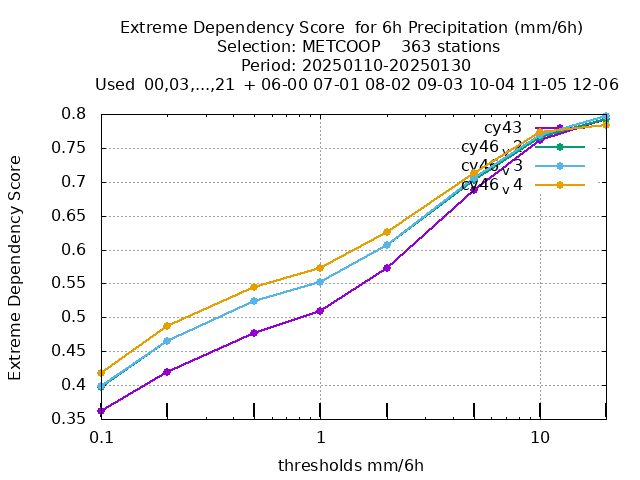 Extreme Dependency Score  for 6h Precipitation (mm/6h)
Selection: METCOOP    363 stations
Period: 20250110-20250130
Used  00,03,...,21  + 06-00 07-01 08-02 09-03 10-04 11-05 12-06
0.8
0.75
0.7
0.65
0.6
0.55
0.5
0.45
0.4
0.35
Extreme Dependency Score
cy43
cy46v2
cy46v3
cy46v4
0.1
1
10
thresholds mm/6h